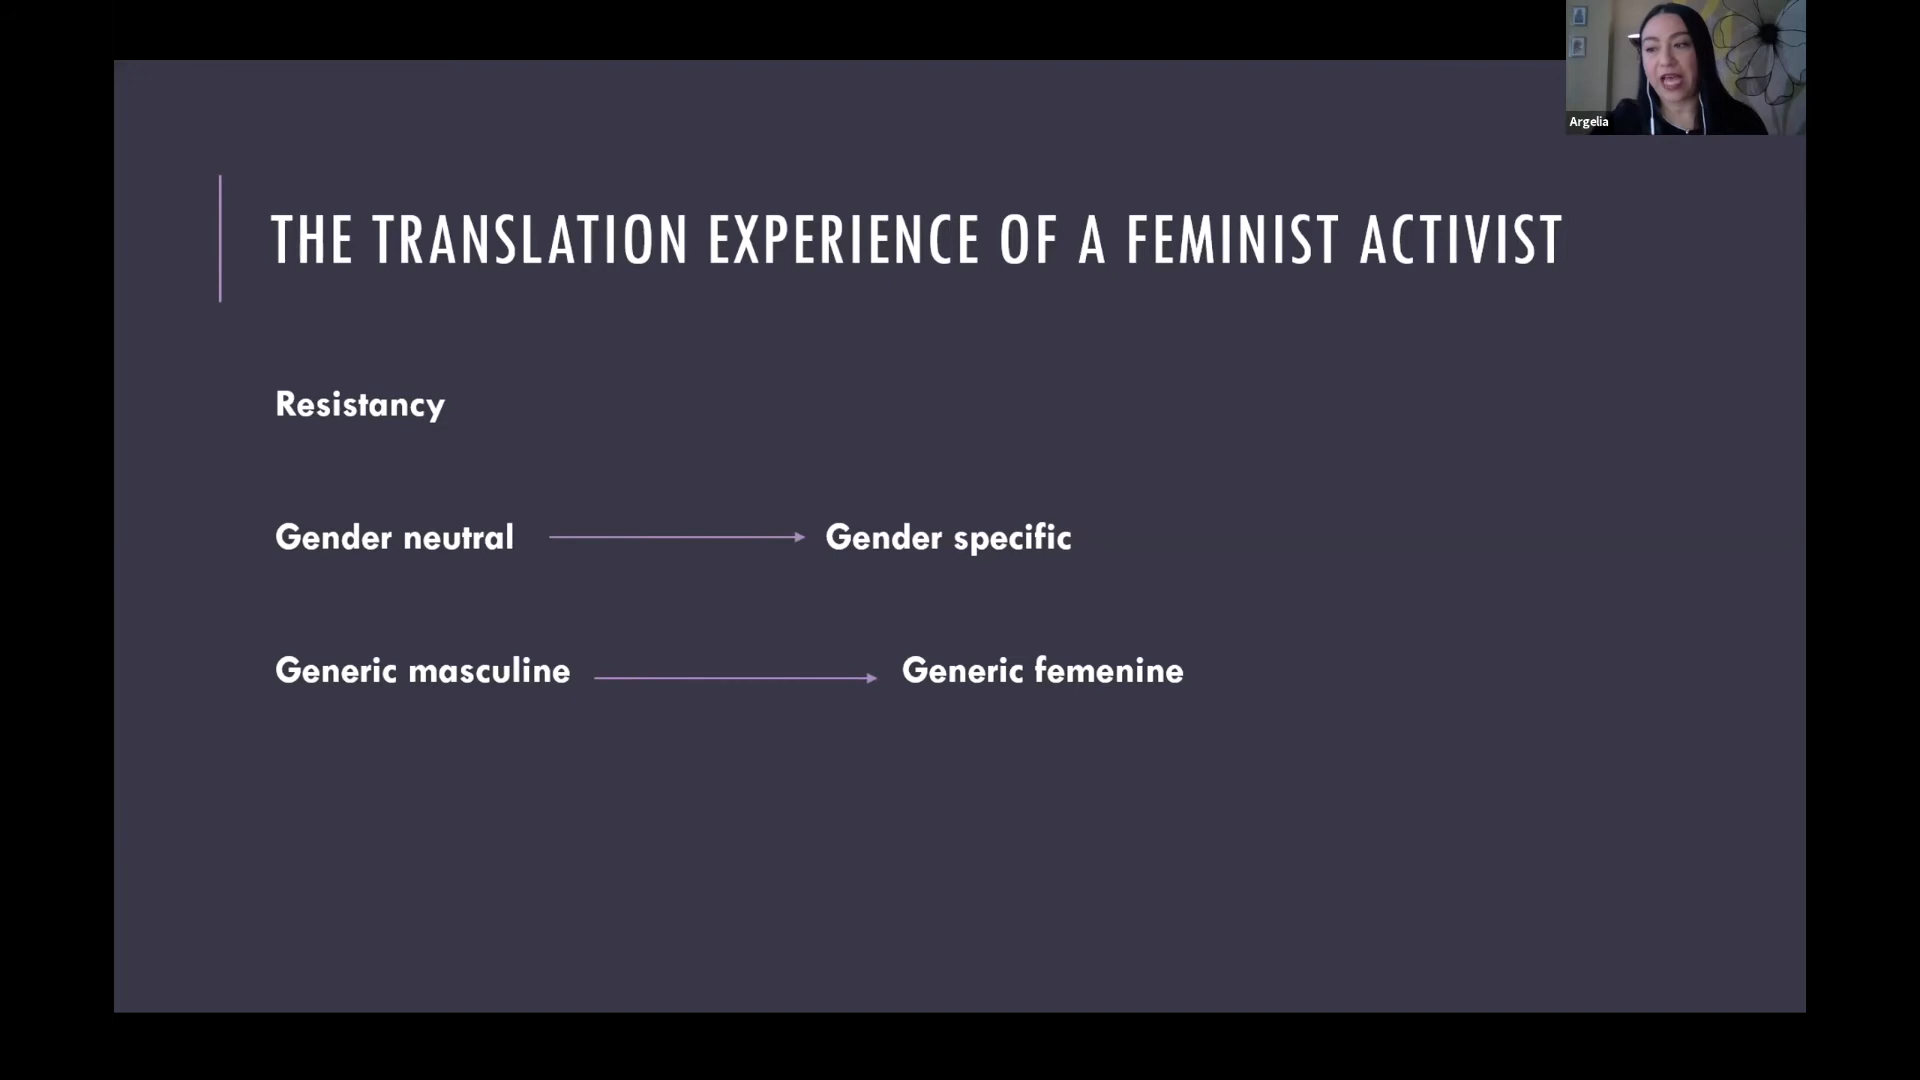 Argelia
THE TRANSLATION EXPERIENCE OF A FEMINIST ACTIVIST
Resistancy
Gender neutral Gender specific
Generic masculine Generic femenine